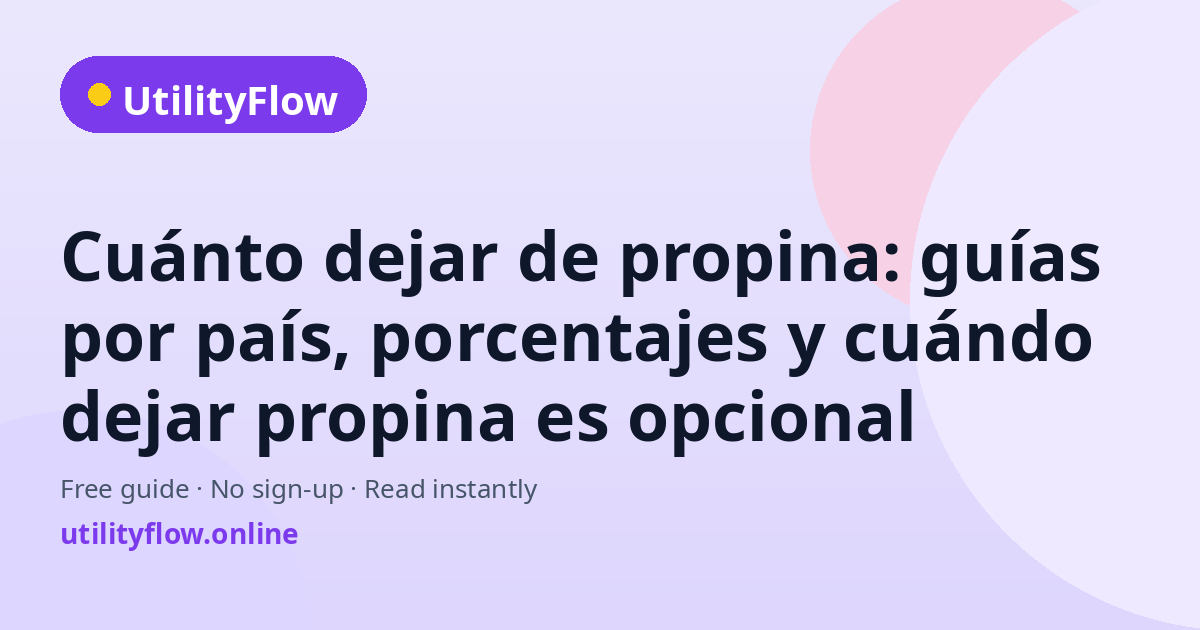 UtilityFlow
Cuánto dejar de propina: guías
por país, porcentajes y cuándo
dejar propina es opcional
Free guide · No sign-up · Read instantly
utilityflow.online